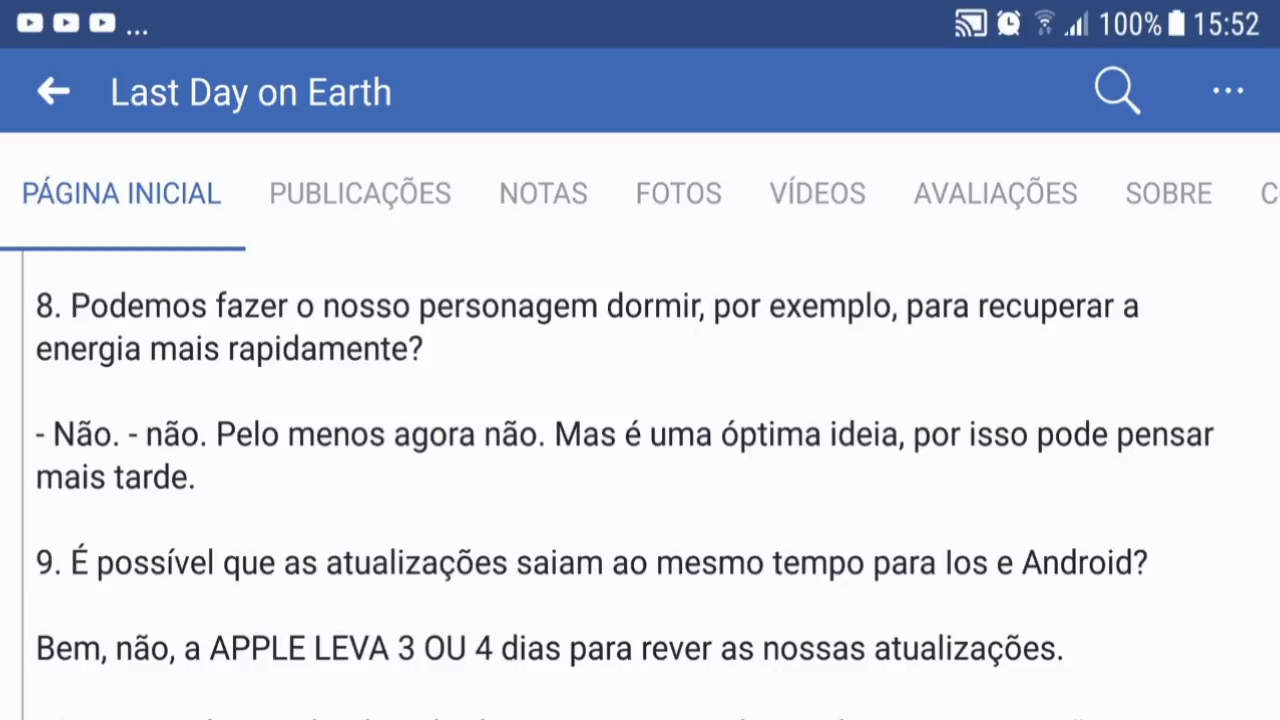 ... 100% 15:52
Last Day on Earth ...
PÁGINA INICIAL PUBLICAÇÕES NOTAS FOTOS VÍDEOS AVALIAÇÕES SOBRE
8. Podemos fazer o nosso personagem dormir, por exemplo, para recuperar a
energia mais rapidamente?
- Não. - não. Pelo menos agora não. Mas é uma óptima ideia, por isso pode pensar
mais tarde.
9. É possível que as atualizações saiam ao mesmo tempo para Ios e Android?
Bem, não, a APPLE LEVA 3 OU 4 dias para rever as nossas atualizações.